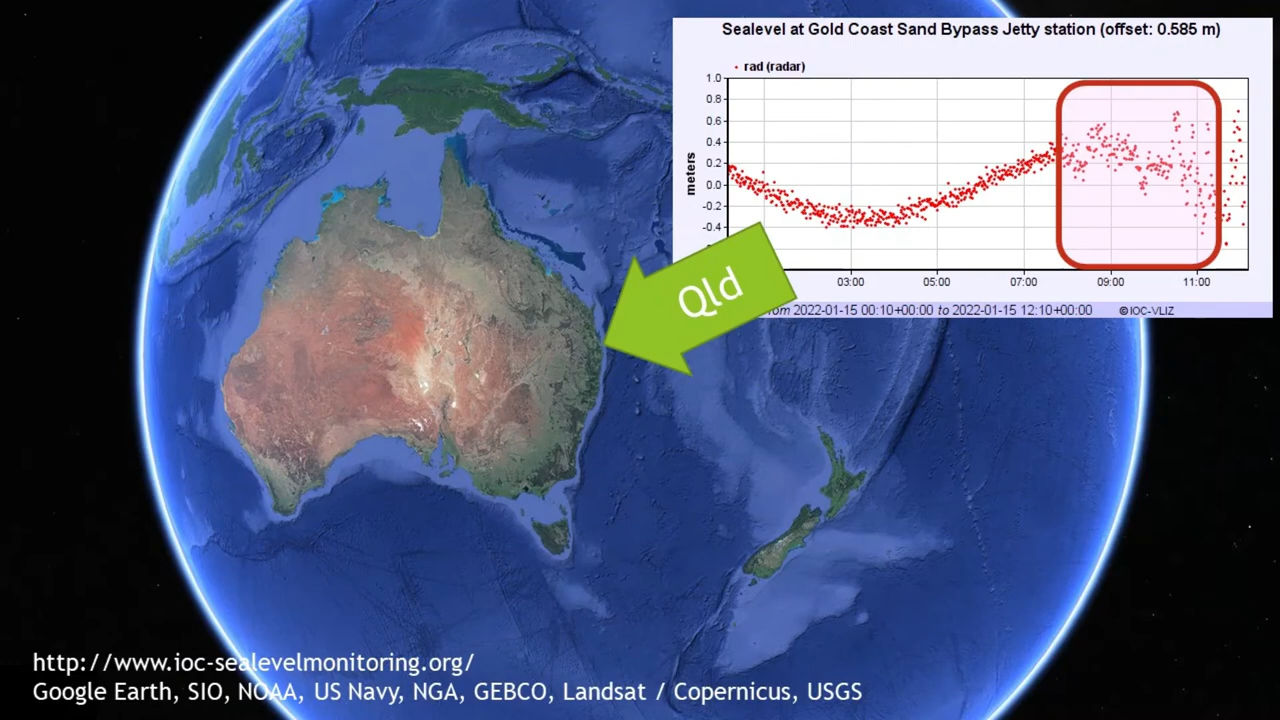 Sealevel at Gold Coast Sand Bypass Jetty station (offset: 0.585 m)
rad (radar)
1.0
0.8
0.6
0.4
0.2
0.0
-0.2
-0.4
meters
03:00 05:00 07:00 09:00 11:00
2022-01-15 00:10+00:00 to 2022-01-15 12:10+00:00 © IOC-VLIZ
Qld
http://www.ioc-sealevelmonitoring.org/
Google Earth, SIO, NOAA, US Navy, NGA, GEBCO, Landsat / Copernicus, USGS